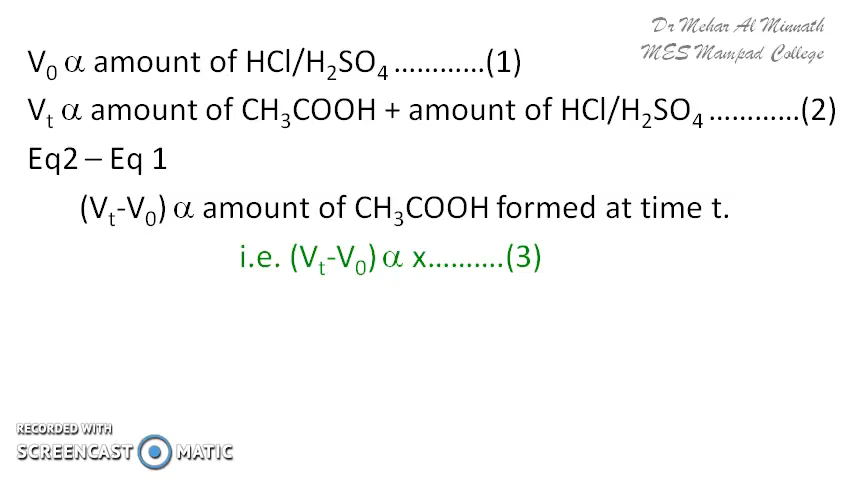 Dr Mehar Al Minnath
MES Mampad College
V₀ α amount of HCl/H₂SO₄ ............(1)
Vₜ α amount of CH₃COOH + amount of HCl/H₂SO₄ ............(2)
Eq2 – Eq 1
(Vₜ-V₀) α amount of CH₃COOH formed at time t.
i.e. (Vₜ-V₀) α x..........(3)
RECORDED WITH
SCREENCAST MATIC